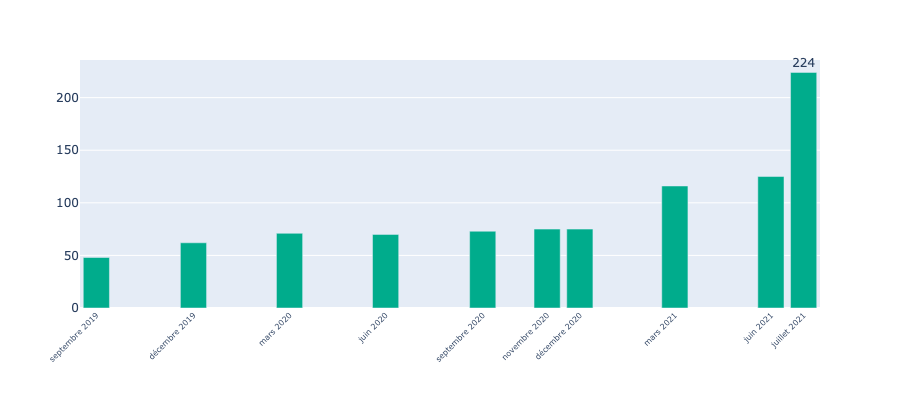 224
200
150
100
50
0
septembre 2019
décembre 2019
mars 2020
juin 2020
septembre 2020
novembre 2020
décembre 2020
mars 2021
juin 2021
juillet 2021